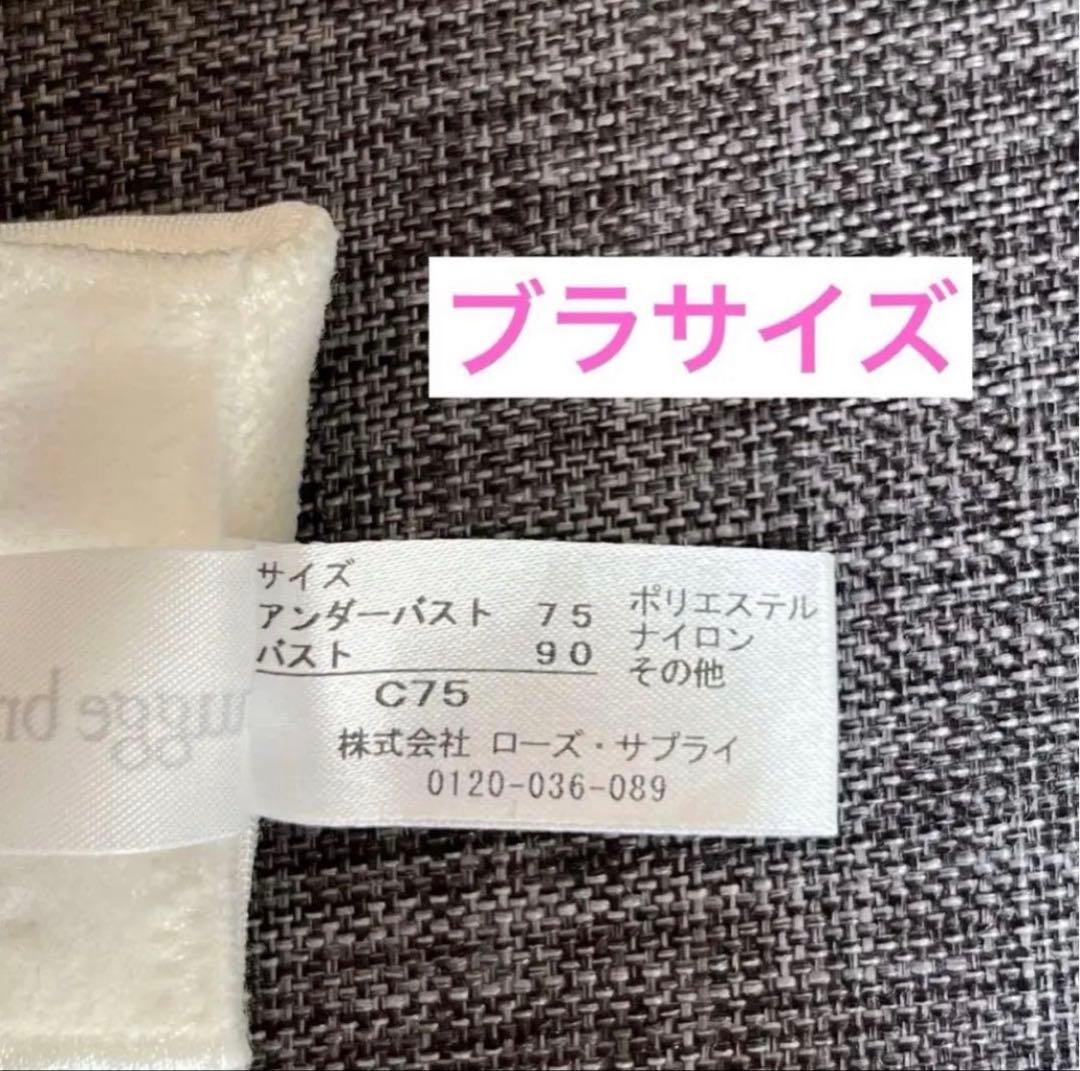 ブラサイズ
サイズ
アンダーバスト 75
バスト 90
C75
ポリエステル
ナイロン
その他
株式会社 ローズ・サプライ
0120-036-089